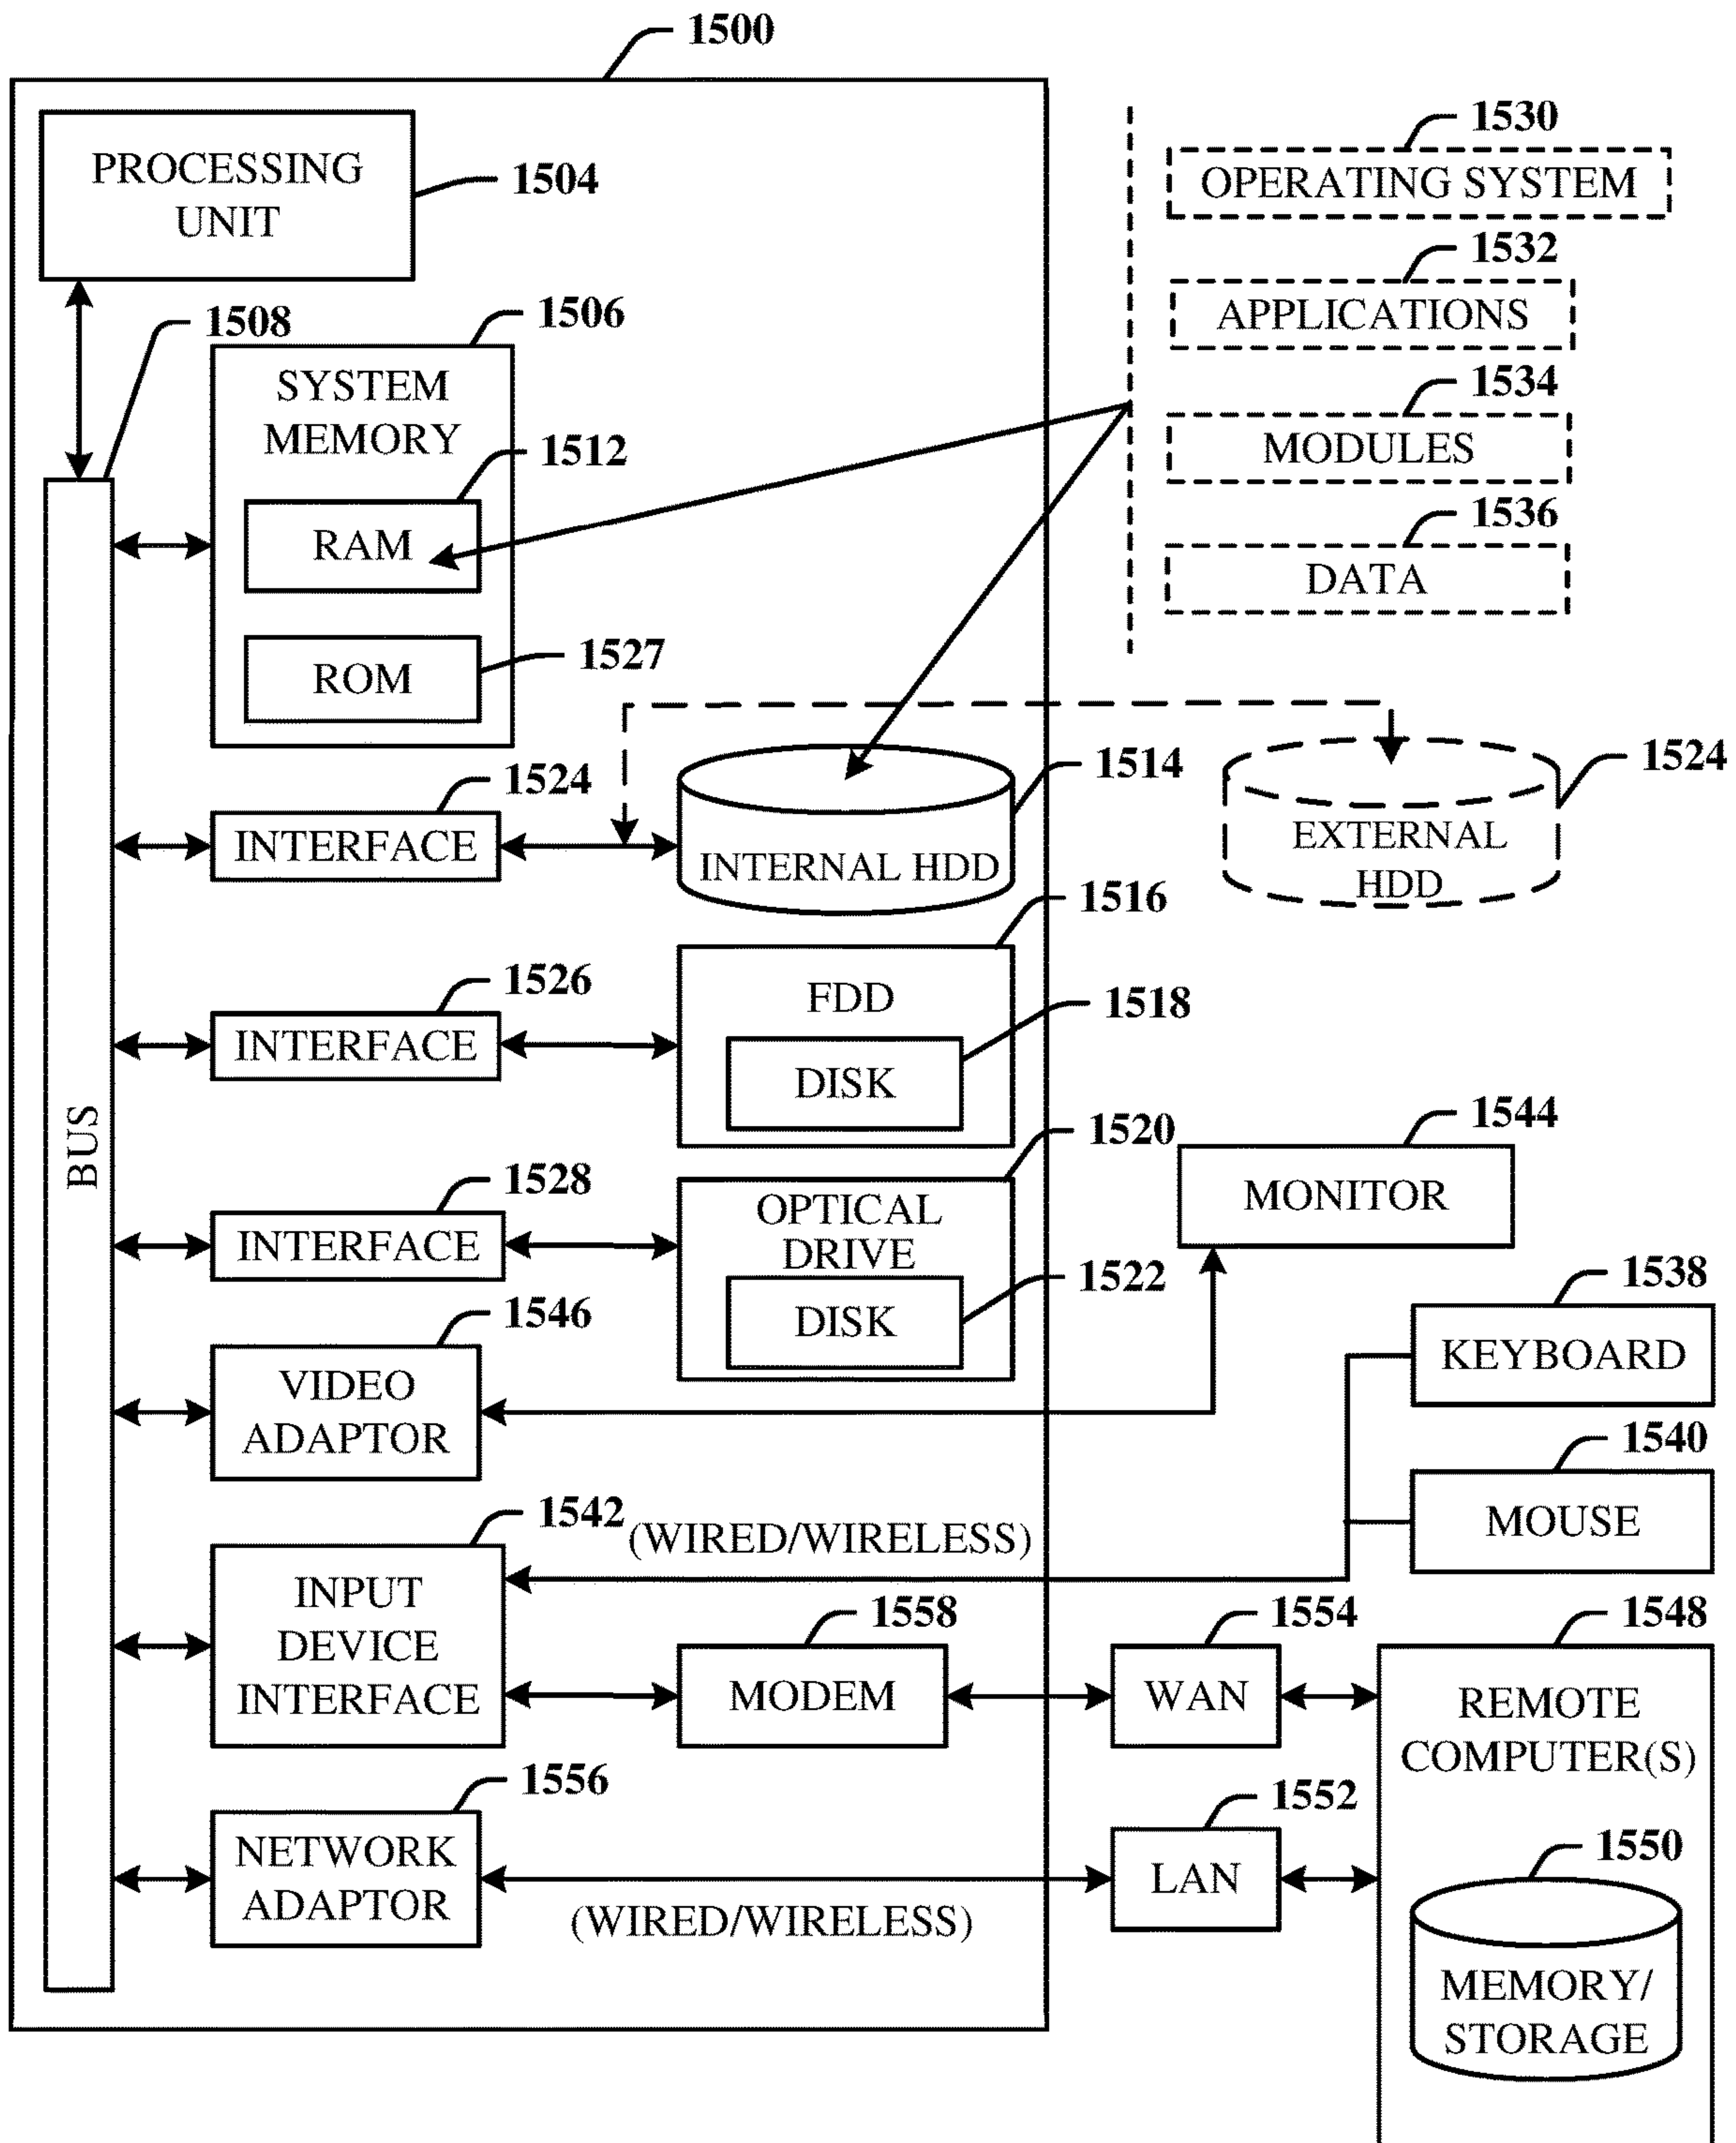 1500
PROCESSING
UNIT
1504
1530
OPERATING SYSTEM
1532
APPLICATIONS
1534
MODULES
1536
DATA
1508
1506
SYSTEM
MEMORY
1512
RAM
ROM
1527
1524
INTERFACE
INTERNAL HDD
1514
EXTERNAL
HDD
1524
1516
1526
INTERFACE
FDD
1518
DISK
BUS
1520
1528
INTERFACE
OPTICAL
DRIVE
1522
DISK
1544
MONITOR
1546
VIDEO
ADAPTOR
1538
KEYBOARD
1540
MOUSE
1542
(WIRED/WIRELESS)
INPUT
DEVICE
INTERFACE
1558
MODEM
1554
WAN
1548
REMOTE
COMPUTER(S)
1556
NETWORK
ADAPTOR
(WIRED/WIRELESS)
1552
LAN
1550
MEMORY/
STORAGE